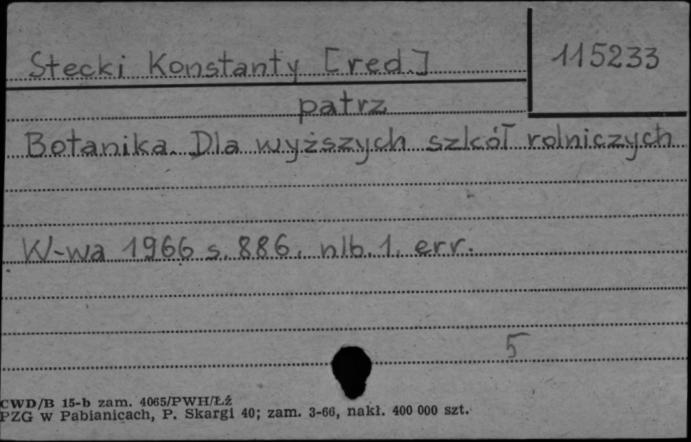 Stecki Konstanty [red.]
115233
patrz
Botanika. Dla wyższych szkół rolniczych
W-wa 1966 s. 886, nlb. 1, err.
5
CWD/B 15-b zam. 4065/PWH/Łź
PZG w Pabianicach, P. Skargi 40; zam. 3-66, nakł. 400 000 szt.